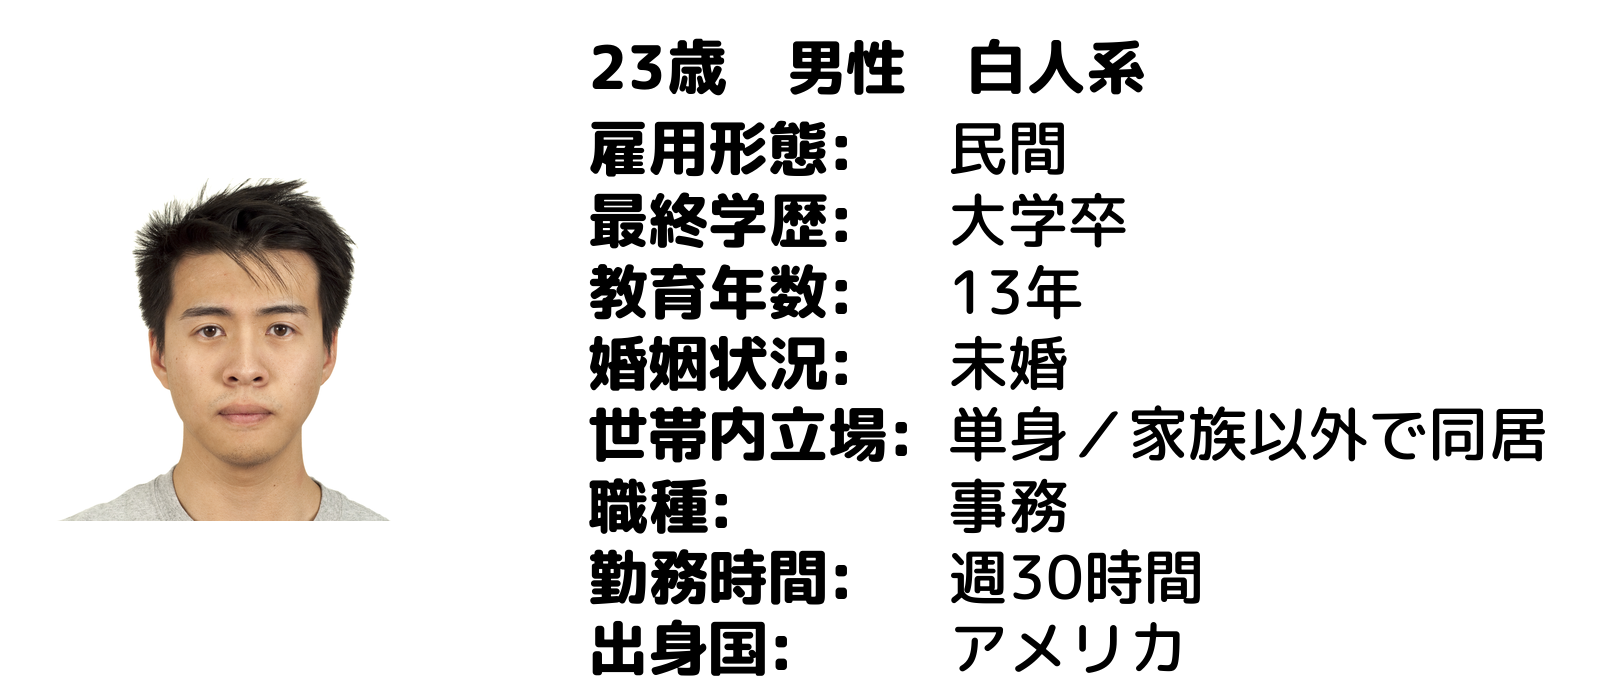 23歳　男性　白人系
雇用形態:　民間
最終学歴:　大学卒
教育年数:　13年
婚姻状況:　未婚
世帯内立場:　単身／家族以外で同居
職種:　事務
勤務時間:　週30時間
出身国:　アメリカ